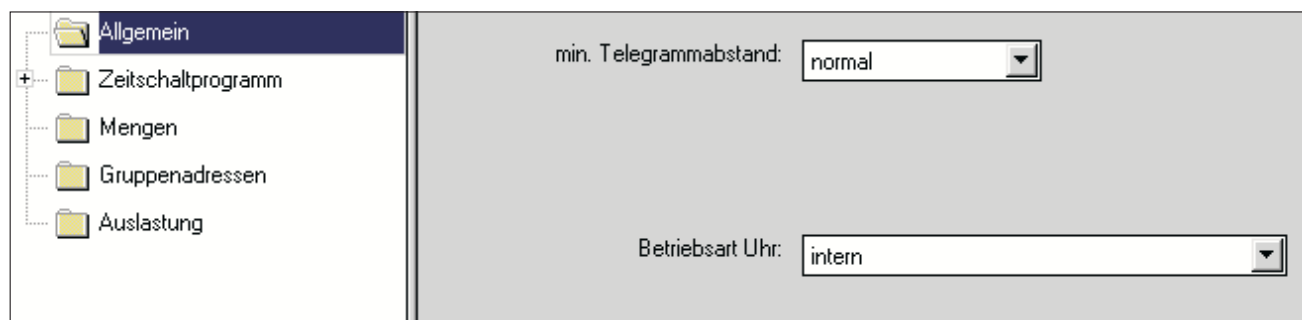 Allgemein
Zeitschaltprogramm
Mengen
Gruppenadressen
Auslastung
min. Telegrammabstand: normal
Betriebsart Uhr: intern